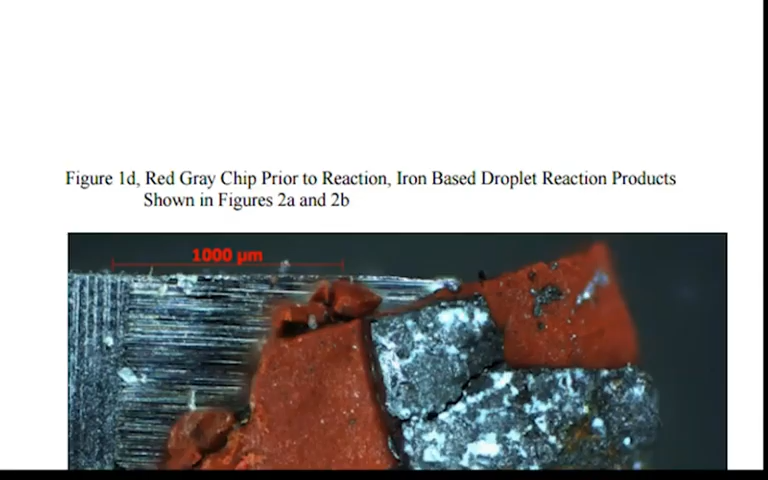 Figure 1d, Red Gray Chip Prior to Reaction, Iron Based Droplet Reaction Products
Shown in Figures 2a and 2b
1000 µm